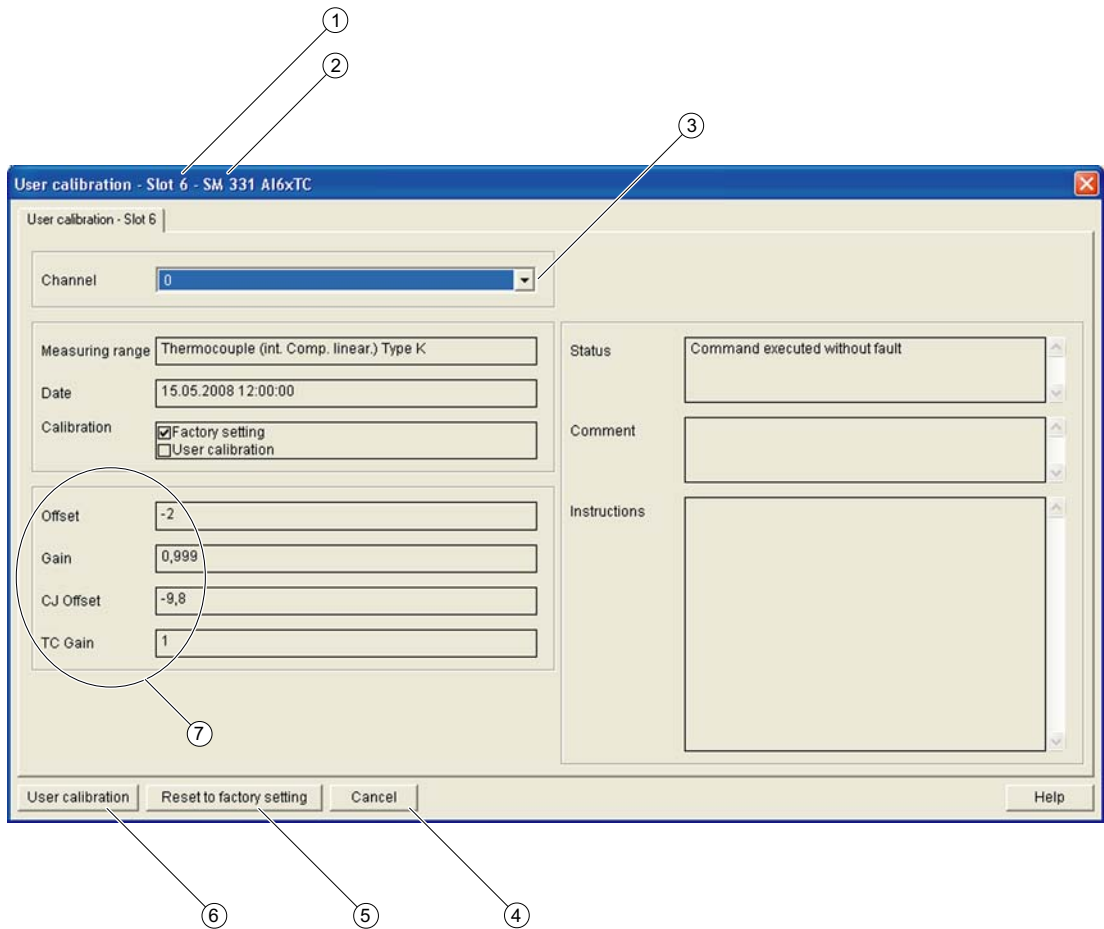 1
2
3
User calibration - Slot 6 - SM 331 AI6xTC
User calibration - Slot 6
Channel 0
Measuring range Thermocouple (int. Comp. linear.) Type K
Date 15.05.2008 12:00:00
Calibration Factory setting
User calibration
Offset -2
Gain 0,999
CJ Offset -9,8
TC Gain 1
Status Command executed without fault
Comment
Instructions
7
User calibration Reset to factory setting Cancel Help
6 5 4